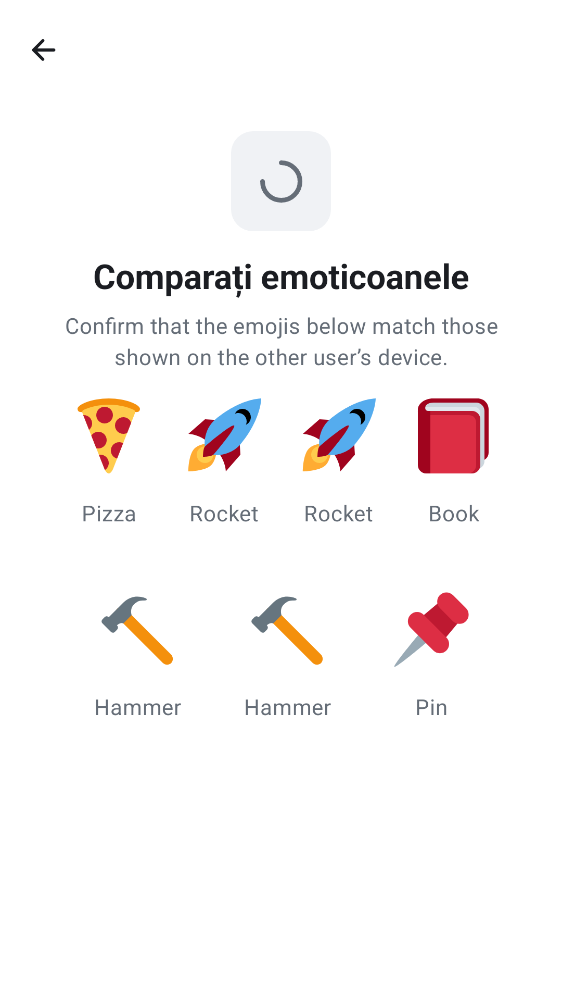 Comparați emoticoanele
Confirm that the emojis below match those
shown on the other user’s device.
Pizza Rocket Rocket Book
Hammer Hammer Pin